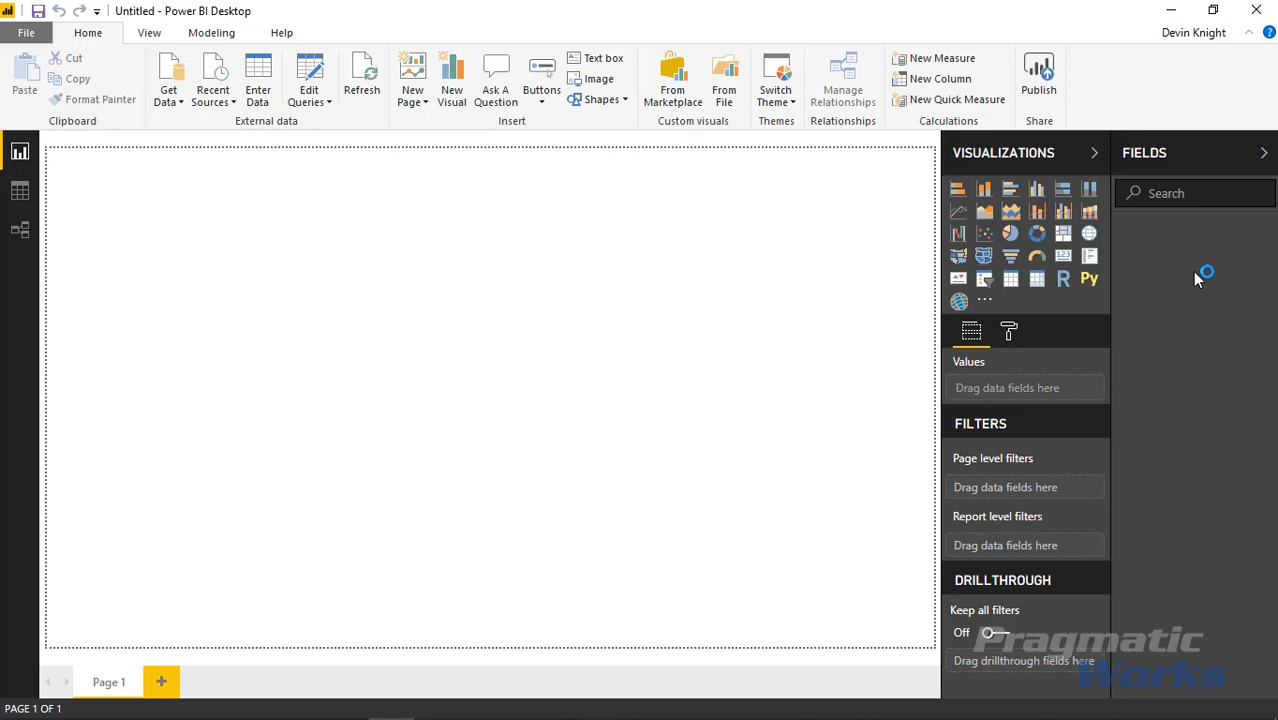 Untitled - Power BI Desktop
File
Home
View
Modeling
Help
Devin Knight
Paste
Cut
Copy
Format Painter
Clipboard
Get
Data
Recent
Sources
Enter
Data
Edit
Queries
Refresh
External data
New
Page
New
Visual
Ask A
Question
Buttons
Text box
Image
Shapes
Insert
From
Marketplace
From
File
Custom visuals
Switch
Theme
Themes
Manage
Relationships
Relationships
New Measure
New Column
New Quick Measure
Calculations
Publish
Share
VISUALIZATIONS
FIELDS
Search
123
R
Py
Values
Drag data fields here
FILTERS
Page level filters
Drag data fields here
Report level filters
Drag data fields here
DRILLTHROUGH
Keep all filters
Off
Drag drillthrough fields here
Pragmatic
Works
Page 1
PAGE 1 OF 1